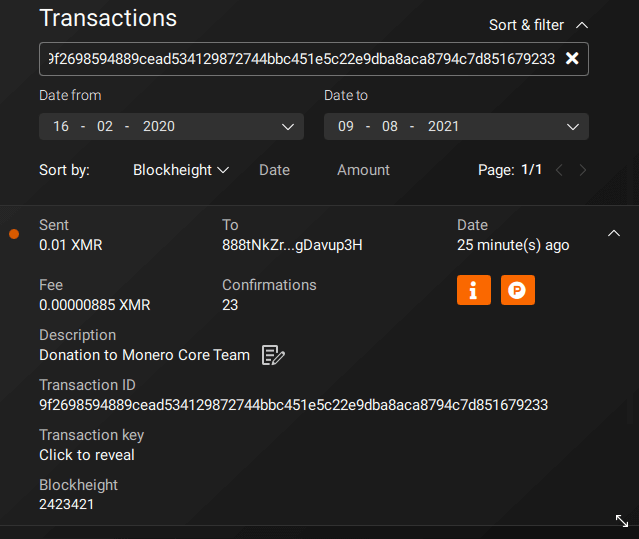 Transactions
Sort & filter
9f2698594889cead534129872744bbc451e5c22e9dba8aca8794c7d851679233
Date from
Date to
16 - 02 - 2020
09 - 08 - 2021
Sort by: Blockheight Date Amount Page: 1/1
Sent To Date
0.01 XMR 888tNkZr...gDavup3H 25 minute(s) ago
Fee Confirmations
0.00000885 XMR 23
Description
Donation to Monero Core Team
Transaction ID
9f2698594889cead534129872744bbc451e5c22e9dba8aca8794c7d851679233
Transaction key
Click to reveal
Blockheight
2423421